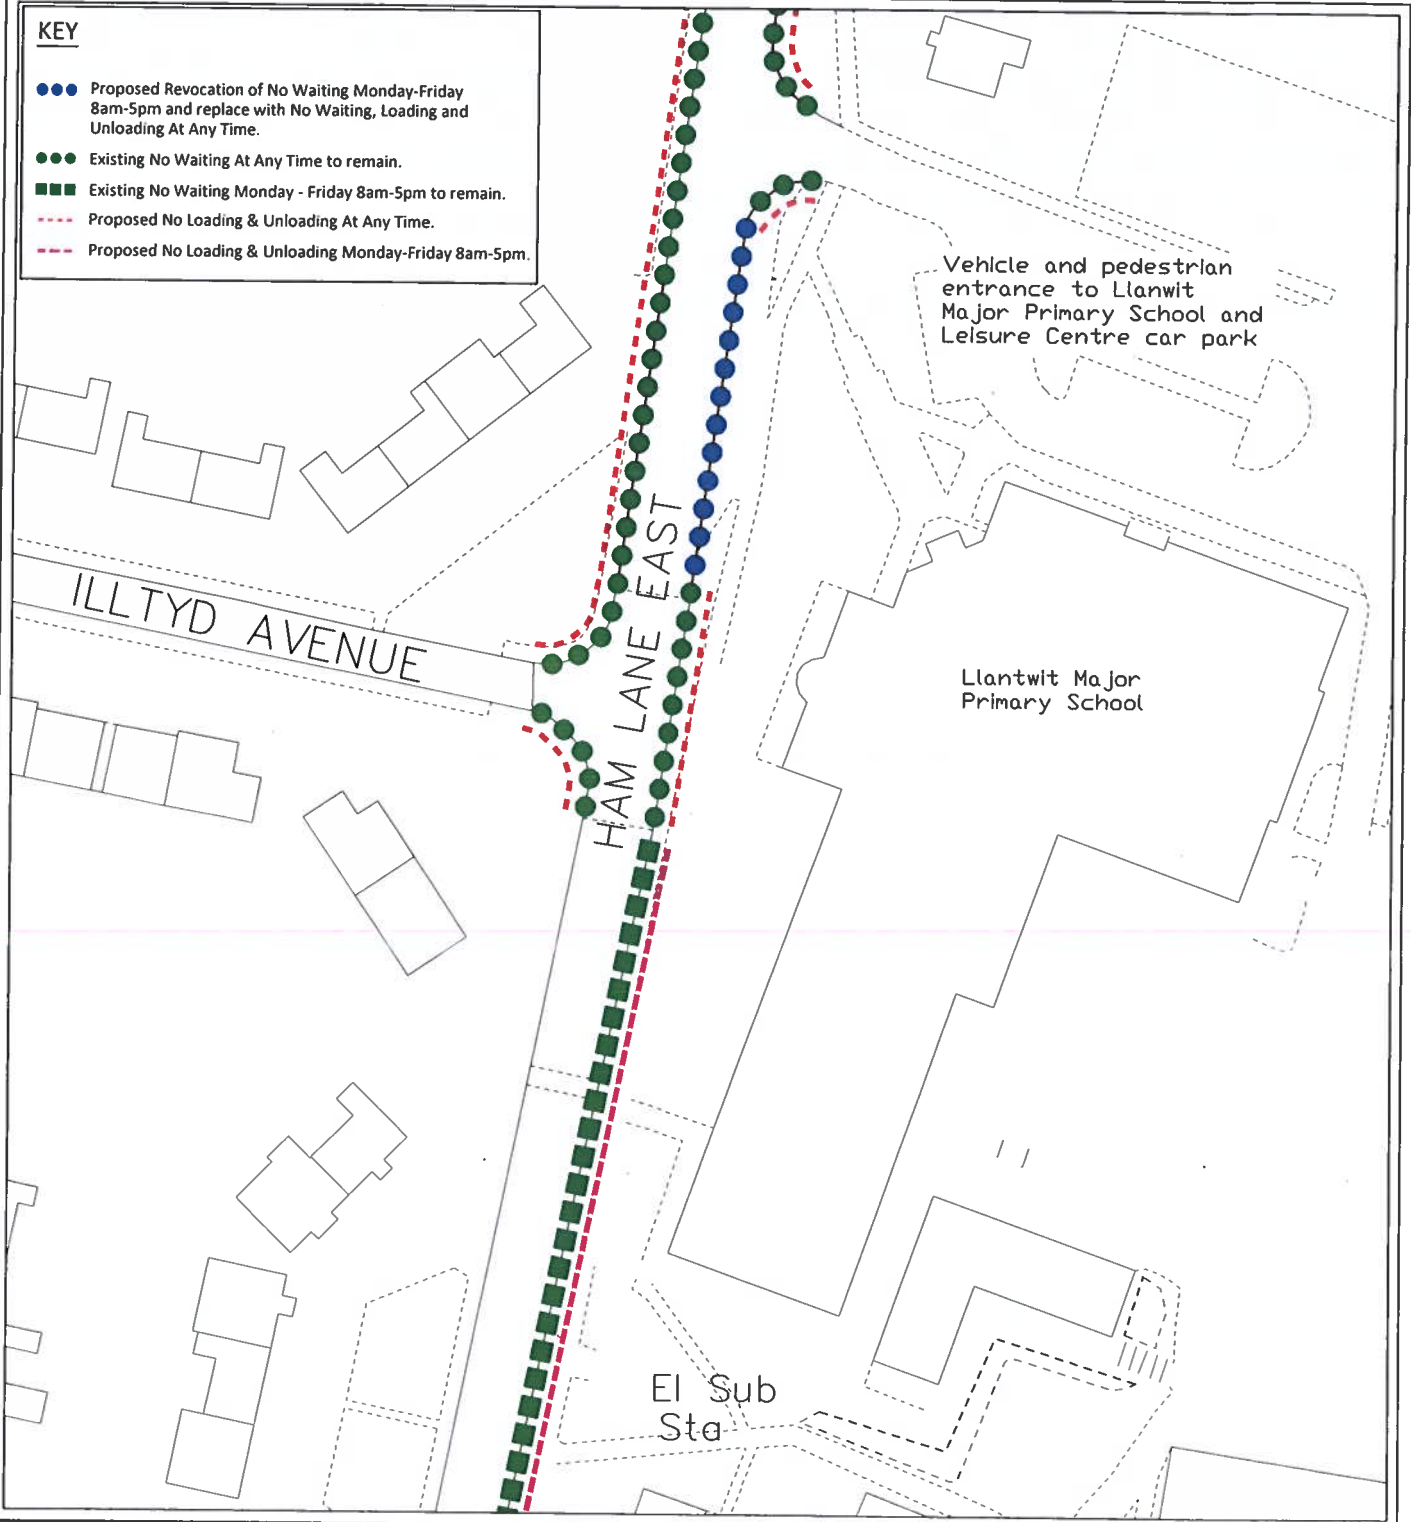 KEY
Proposed Revocation of No Waiting Monday-Friday
8am-5pm and replace with No Waiting, Loading and
Unloading At Any Time.
Existing No Waiting At Any Time to remain.
Existing No Waiting Monday - Friday 8am-5pm to remain.
Proposed No Loading & Unloading At Any Time.
Proposed No Loading & Unloading Monday-Friday 8am-5pm.
Vehicle and pedestrian
entrance to Llanwit
Major Primary School and
Leisure Centre car park
HAM LANE EAST
ILLTYD AVENUE
Llantwit Major
Primary School
El Sub
Sta